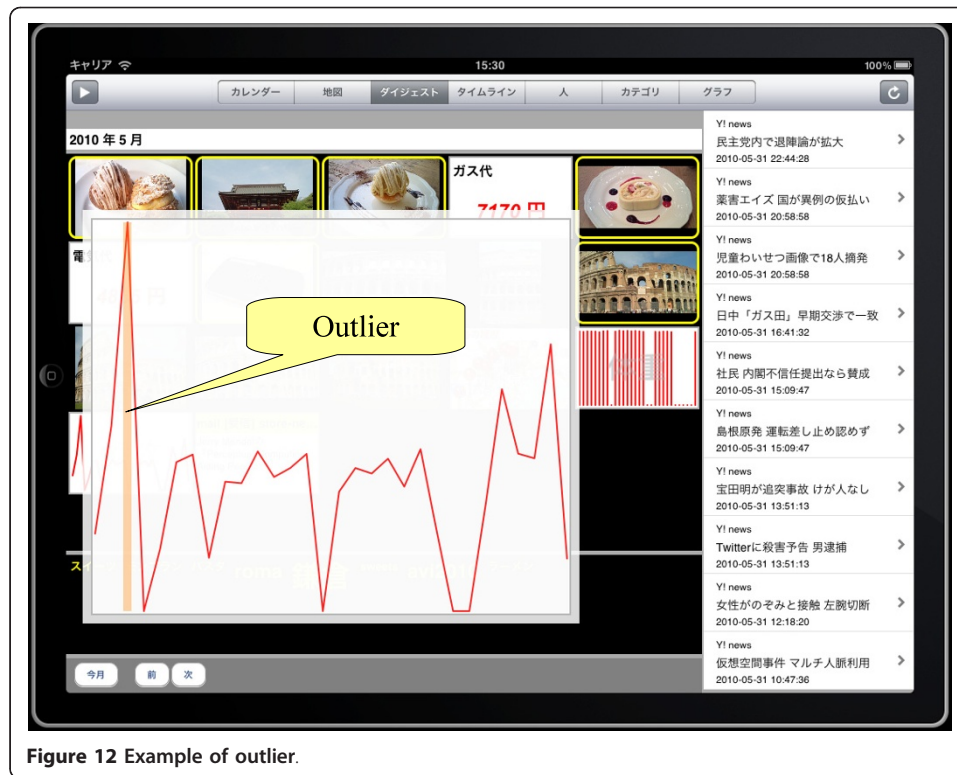 キャリア
15:30
100%
カレンダー 地図 ダイジェスト タイムライン 人 カテゴリ グラフ
2010 年 5 月
ガス代
7170 円
電
Outlier
体重
roma
今月 前 次
Y! news
民主党内で退陣論が拡大
2010-05-31 22:44:28
Y! news
薬害エイズ 国が異例の仮払い
2010-05-31 20:58:58
Y! news
児童わいせつ画像で18人摘発
2010-05-31 20:58:58
Y! news
日中「ガス田」早期交渉で一致
2010-05-31 16:41:32
Y! news
社民 内閣不信任提出なら賛成
2010-05-31 15:09:47
Y! news
島根原発 運転差し止め認めず
2010-05-31 15:09:47
Y! news
宝田明が追突事故 けが人なし
2010-05-31 13:51:13
Y! news
Twitterに殺害予告 男逮捕
2010-05-31 13:51:13
Y! news
女性がのぞみと接触 左腕切断
2010-05-31 12:18:20
Y! news
仮想空間事件 マルチ人脈利用
2010-05-31 10:47:36
Figure 12 Example of outlier.